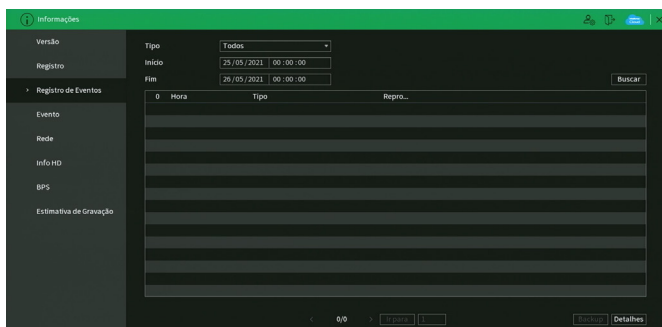 Informações
Versão
Registro
Registro de Eventos
Evento
Rede
Info HD
BPS
Estimativa de Gravação
Tipo Todos
Início 25/05/2021 00:00:00
Fim 26/05/2021 00:00:00
Buscar
0 Hora Tipo Repro...
0/0 Ir para 1
Backup Detalhes